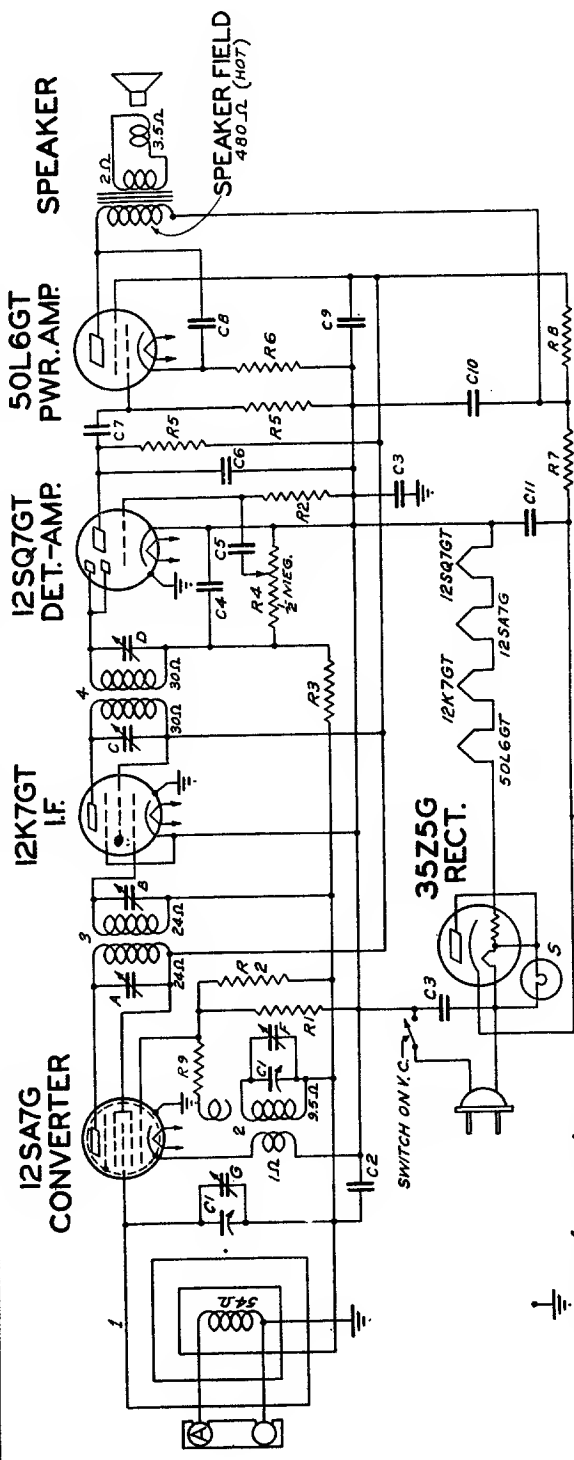 12SA7G
CONVERTER
12K7GT
I.F.
12SQ7GT
DET.-AMP.
50L6GT
PWR.AMP.
SPEAKER
SPEAKER FIELD
480 Ω (HOT)
2Ω
3.5Ω
1
54Ω
A
C1
G
1Ω
2
9.5Ω
C1
F
R9
R1
R2
C2
3
A
24Ω
24Ω
B
4
C
30Ω
30Ω
D
R3
C4
C5
R4
½ MEG.
R2
C3
C6
R5
C7
R5
R6
C8
C9
C10
R7
R8
C11
SWITCH ON V.C.
C3
35Z5G
RECT.
S
50L6GT
12K7GT
12SA7G
12SQ7GT